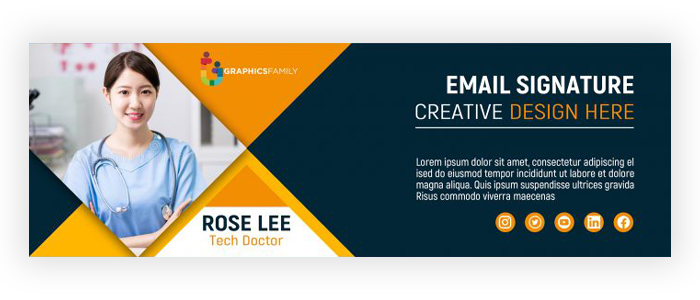 GRAPHICSFAMILY
EMAIL SIGNATURE
CREATIVE DESIGN HERE
Lorem ipsum dolor sit amet, consectetur adipiscing el
ised do eiusmod tempor incididunt ut labore et dolore
magna aliqua. Quis ipsum suspendisse ultrices gravida
Risus commodo viverra maecenas
ROSE LEE
Tech Doctor
in